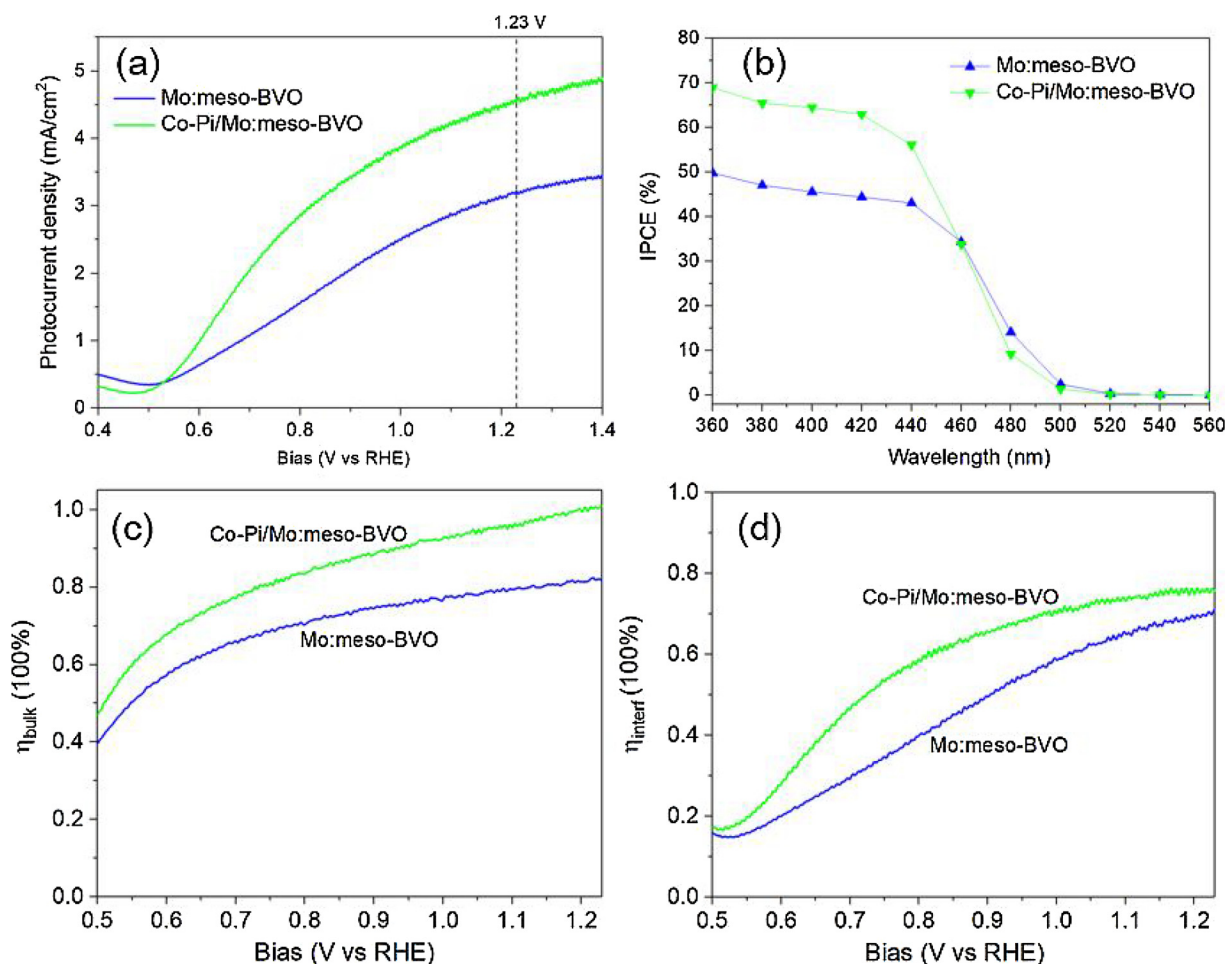 1.23 V
(a)
Mo:meso-BVO
Co-Pi/Mo:meso-BVO
Photocurrent density (mA/cm²)
5
4
3
2
1
0
0.4 0.6 0.8 1.0 1.2 1.4
Bias (V vs RHE)
(b)
Mo:meso-BVO
Co-Pi/Mo:meso-BVO
IPCE (%)
80
70
60
50
40
30
20
10
0
360 380 400 420 440 460 480 500 520 540 560
Wavelength (nm)
(c)
Co-Pi/Mo:meso-BVO
Mo:meso-BVO
ηbulk (100%)
1.0
0.8
0.6
0.4
0.2
0.0
0.5 0.6 0.7 0.8 0.9 1.0 1.1 1.2
Bias (V vs RHE)
(d)
Co-Pi/Mo:meso-BVO
Mo:meso-BVO
ηinterf (100%)
1.0
0.8
0.6
0.4
0.2
0.0
0.5 0.6 0.7 0.8 0.9 1.0 1.1 1.2
Bias (V vs RHE)